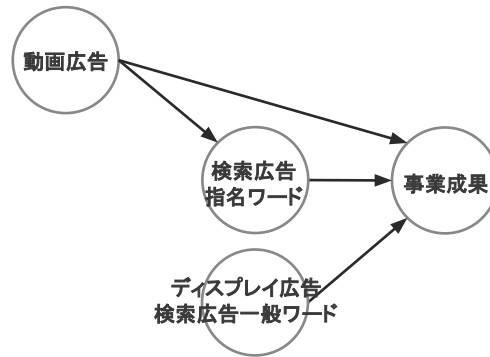 動画広告
検索広告
指名ワード
事業成果
ディスプレイ広告
検索広告一般ワード